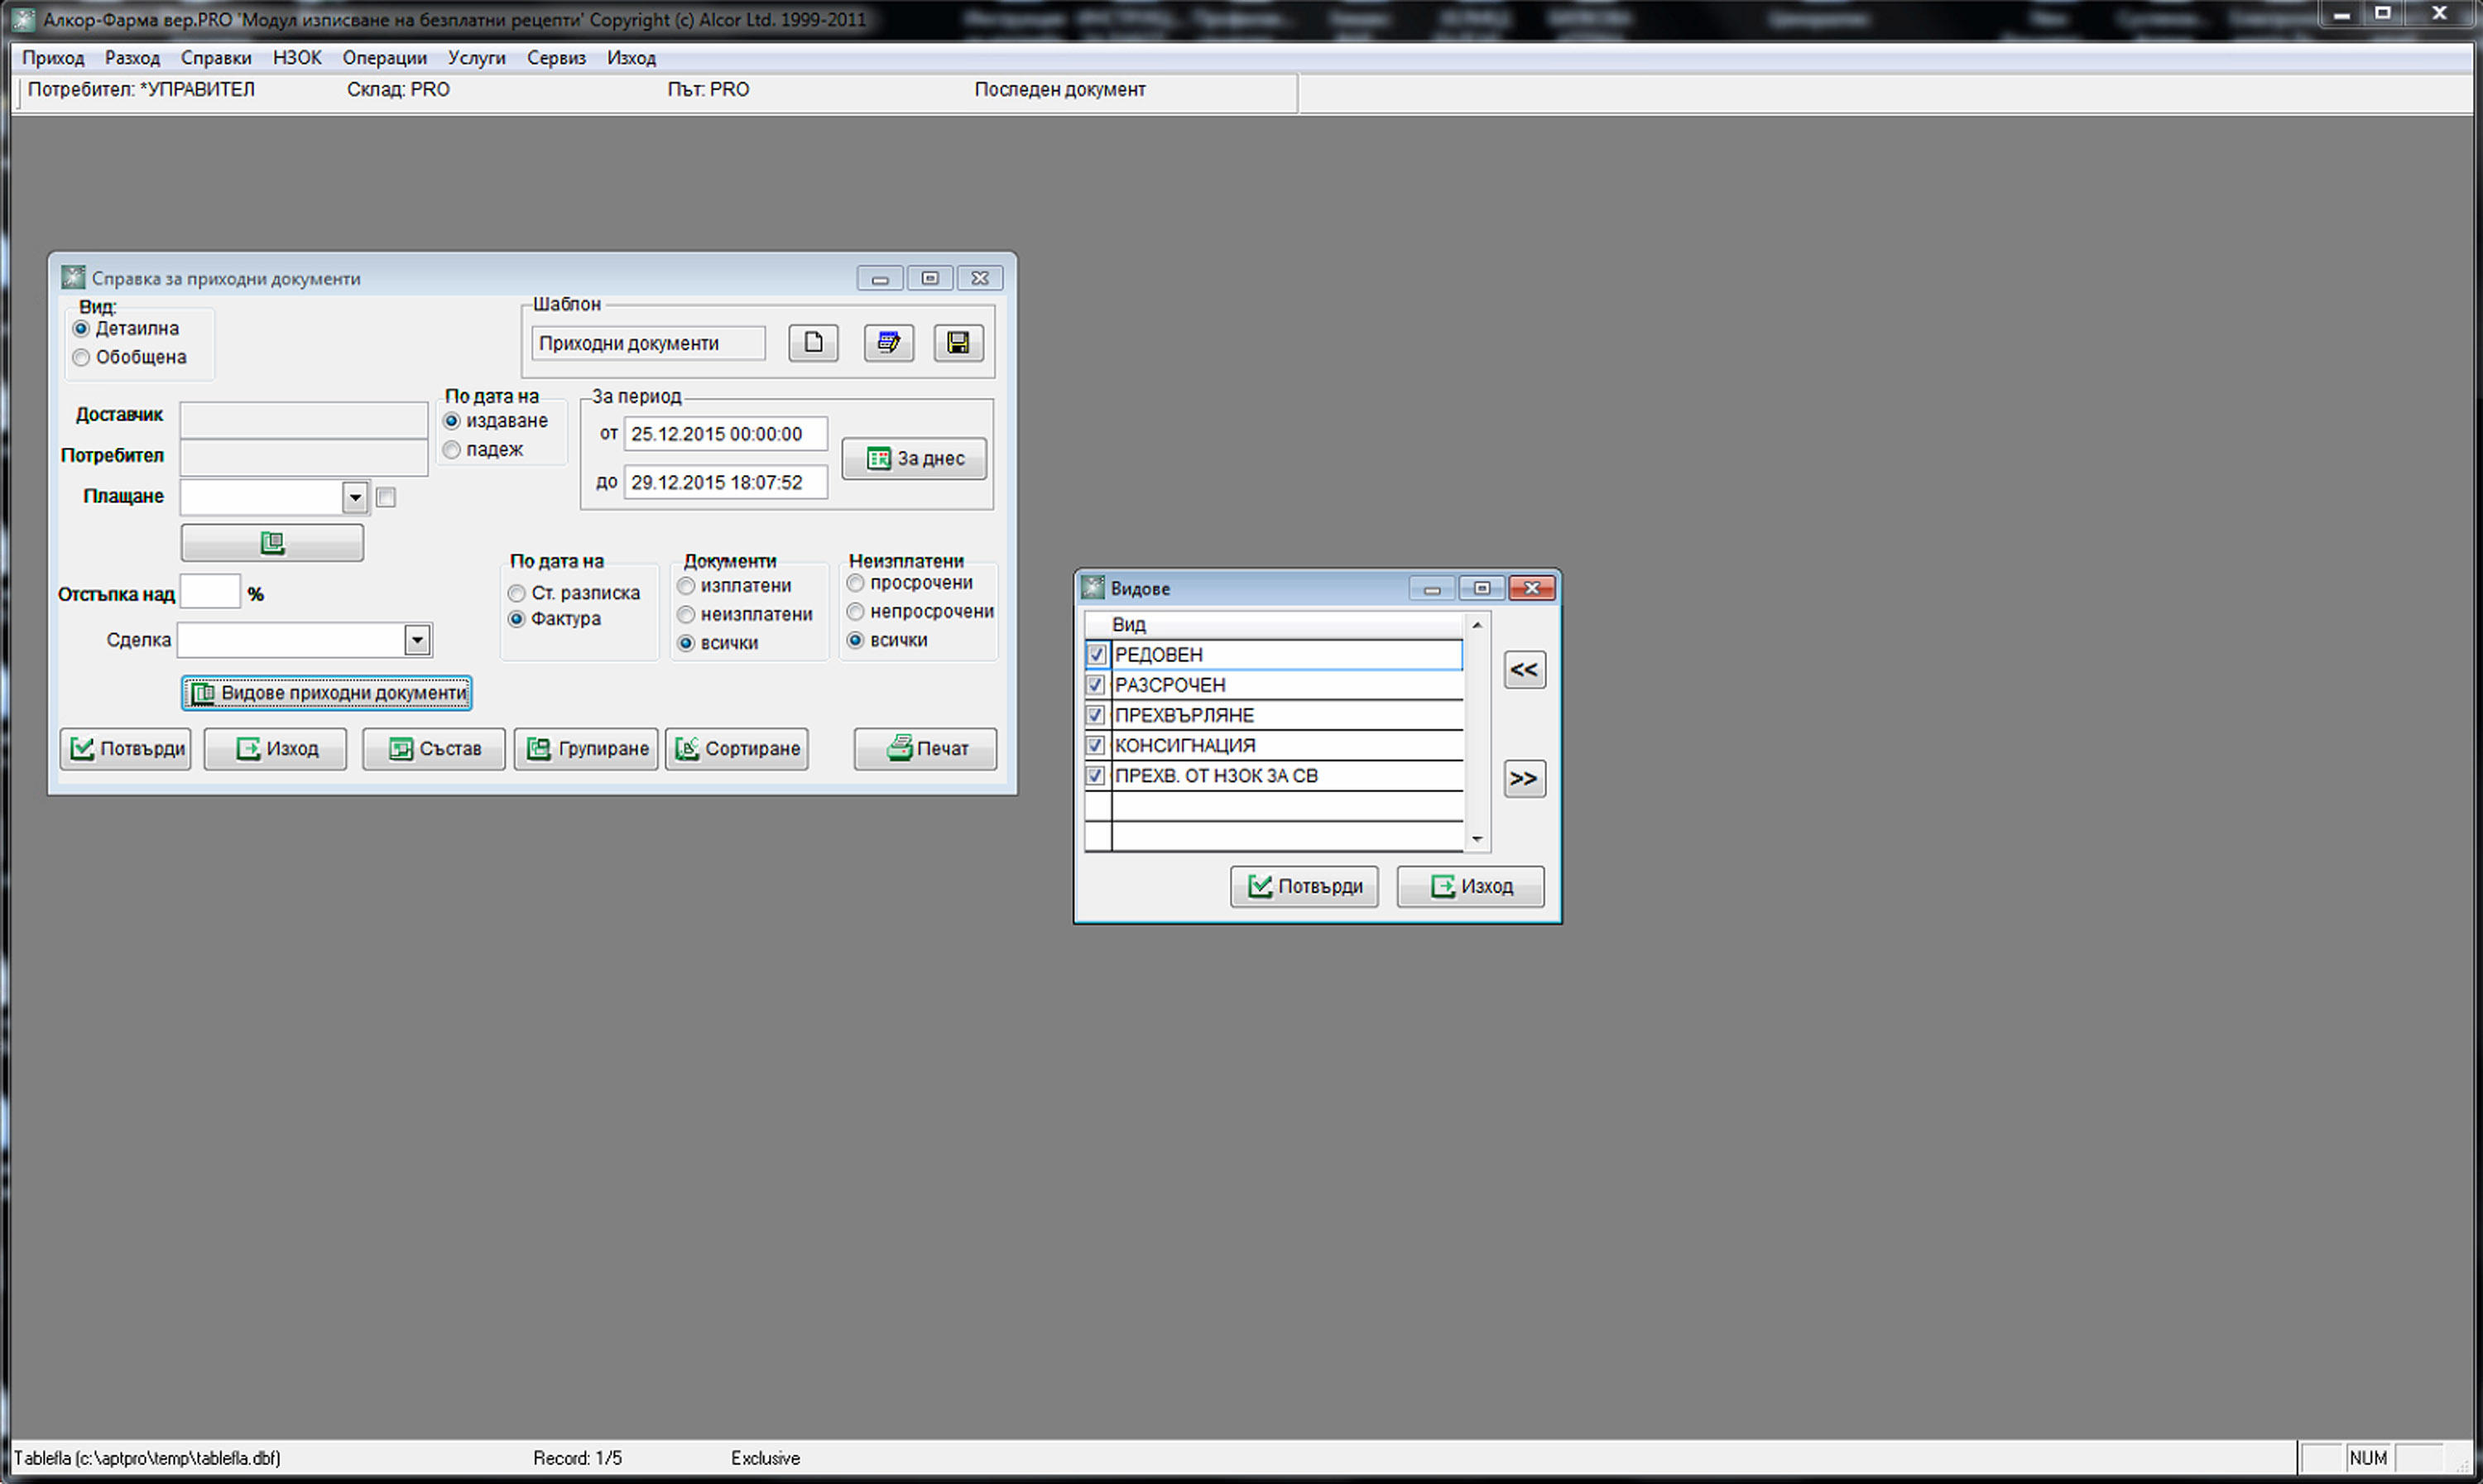 Алкор-Фарма вер.PRO 'Модул изписване на безплатни рецепти' Copyright (c) Alcor Ltd. 1999-2011
Приход Разход Справки НЗОК Операции Услуги Сервиз Изход
Потребител: *УПРАВИТЕЛ Склад: PRO Път: PRO Последен документ
Справка за приходни документи
Вид:
Детаилна
Обобщена
Шаблон
Приходни документи
Доставчик
Потребител
Плащане
По дата на
издаване
падеж
За период
от 25.12.2015 00:00:00
до 29.12.2015 18:07:52
За днес
Отстъпка над %
Сделка
По дата на
Ст. разписка
Фактура
Документи
изплатени
неизплатени
всички
Неизплатени
просрочени
непросрочени
всички
Видове приходни документи
Потвърди Изход Състав Групиране Сортиране Печат
Видове
Вид
РЕДОВЕН
РАЗСРОЧЕН
ПРЕХВЪРЛЯНЕ
КОНСИГНАЦИЯ
ПРЕХВ. ОТ НЗОК ЗА СВ
<<
>>
Потвърди Изход
Tablefla (c:\aptpro\temp\tablefla.dbf) Record: 1/5 Exclusive NUM